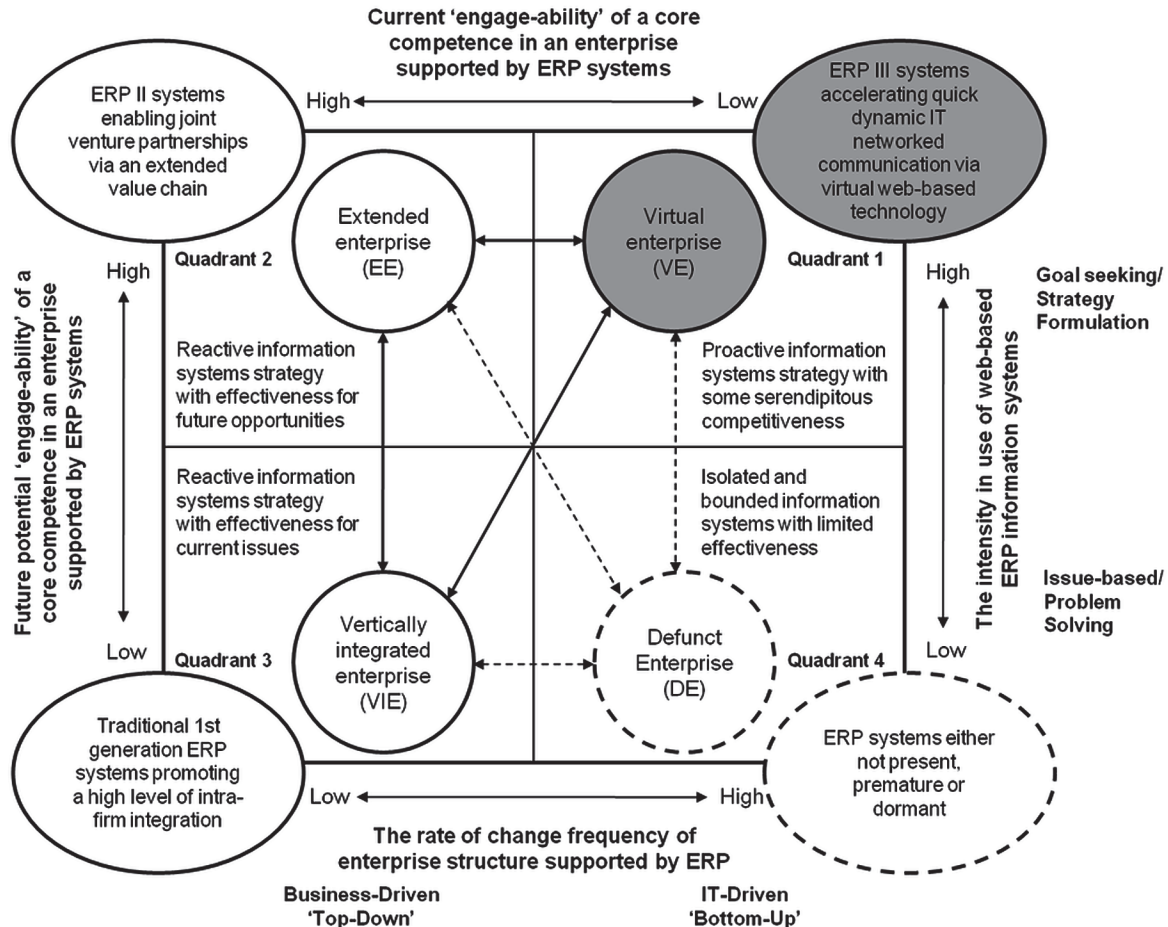 Current ‘engage-ability’ of a core
competence in an enterprise
supported by ERP systems
High
Low
ERP II systems
enabling joint
venture partnerships
via an extended
value chain
ERP III systems
accelerating quick
dynamic IT
networked
communication via
virtual web-based
technology
Extended
enterprise
(EE)
Virtual
enterprise
(VE)
Quadrant 2
Quadrant 1
High
High
Future potential ‘engage-ability’ of a
core competence in an enterprise
supported by ERP systems
Reactive information
systems strategy
with effectiveness for
future opportunities
Proactive information
systems strategy with
some serendipitous
competitiveness
The intensity in use of web-based
ERP information systems
Goal seeking/
Strategy
Formulation
Reactive information
systems strategy
with effectiveness for
current issues
Isolated and
bounded information
systems with limited
effectiveness
Issue-based/
Problem
Solving
Low
Low
Vertically
integrated
enterprise
(VIE)
Defunct
Enterprise
(DE)
Quadrant 3
Quadrant 4
Traditional 1st
generation ERP
systems promoting
a high level of intra-
firm integration
ERP systems either
not present,
premature or
dormant
Low
High
The rate of change frequency of
enterprise structure supported by ERP
Business-Driven
‘Top-Down’
IT-Driven
‘Bottom-Up’